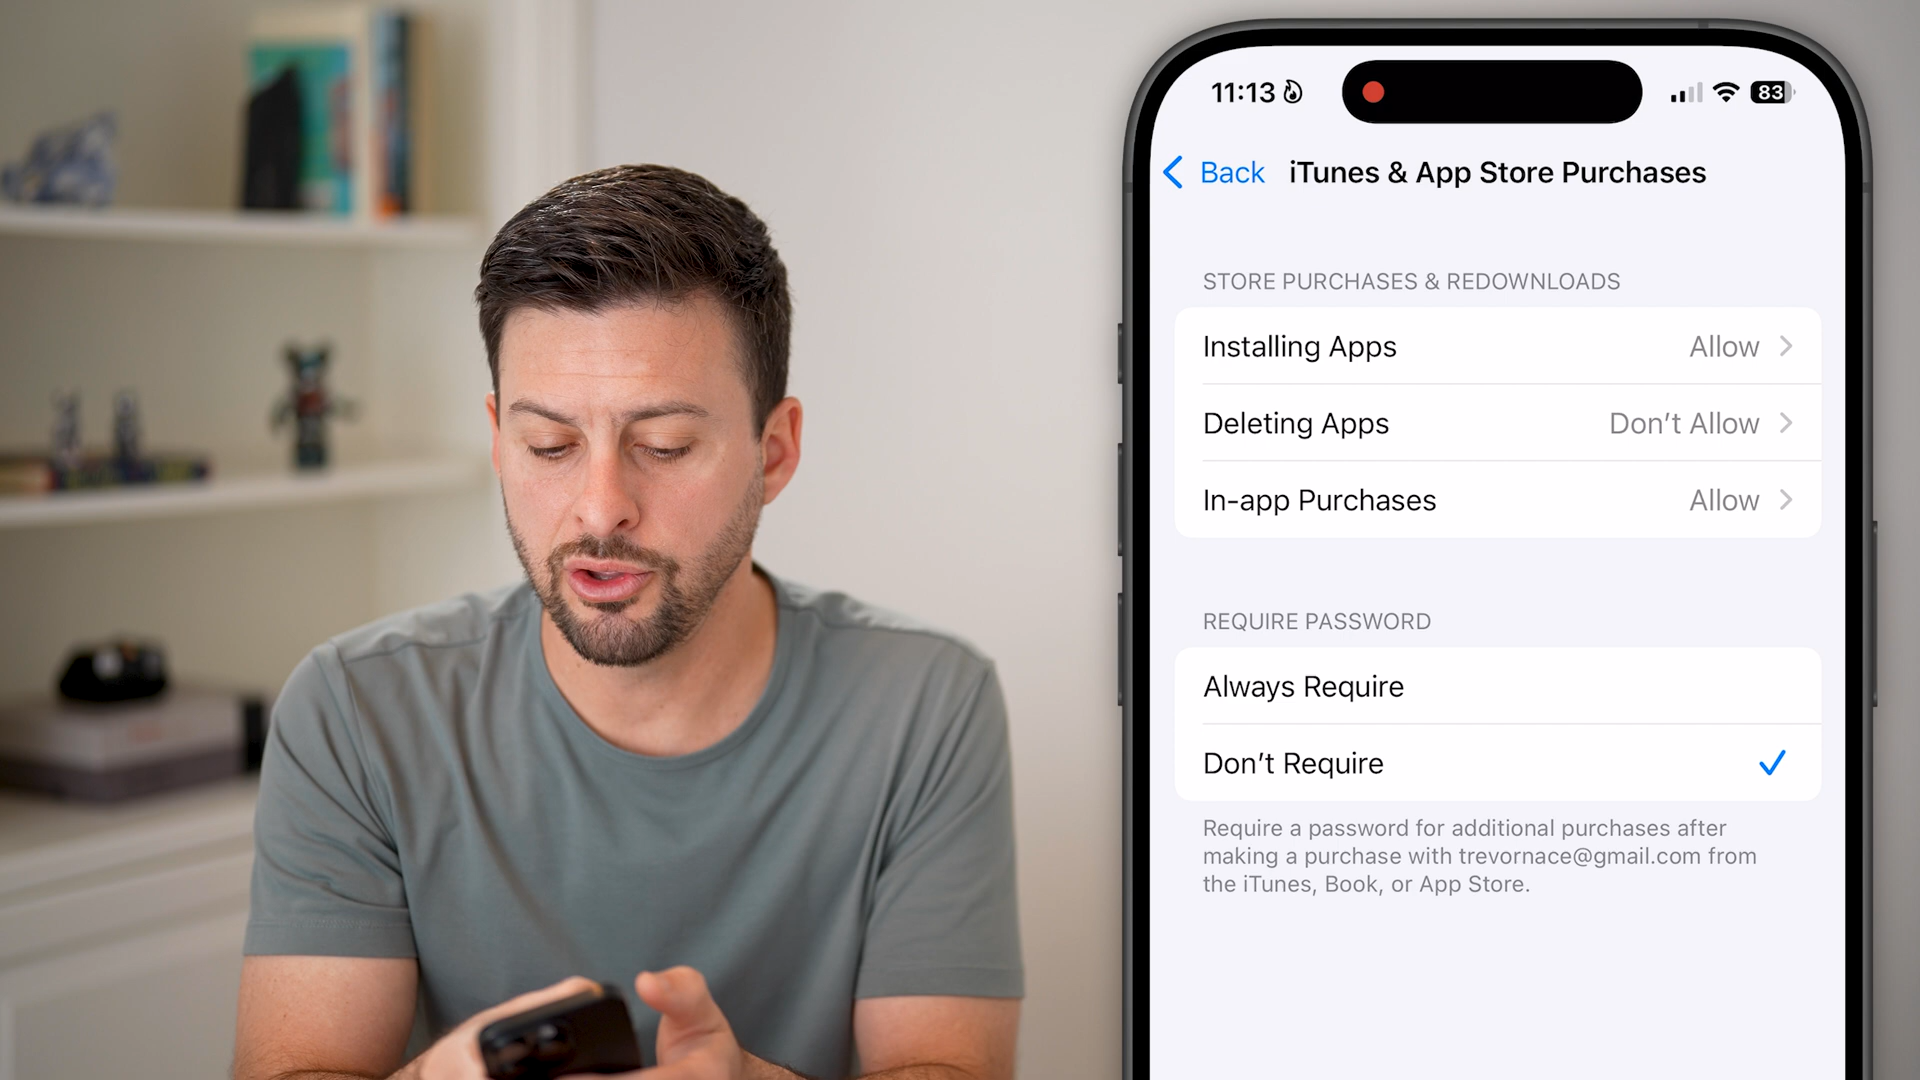 11:13
83
Back
iTunes & App Store Purchases
STORE PURCHASES & REDOWNLOADS
Installing Apps Allow
Deleting Apps Don’t Allow
In-app Purchases Allow
REQUIRE PASSWORD
Always Require
Don’t Require
Require a password for additional purchases after
making a purchase with trevornace@gmail.com from
the iTunes, Book, or App Store.